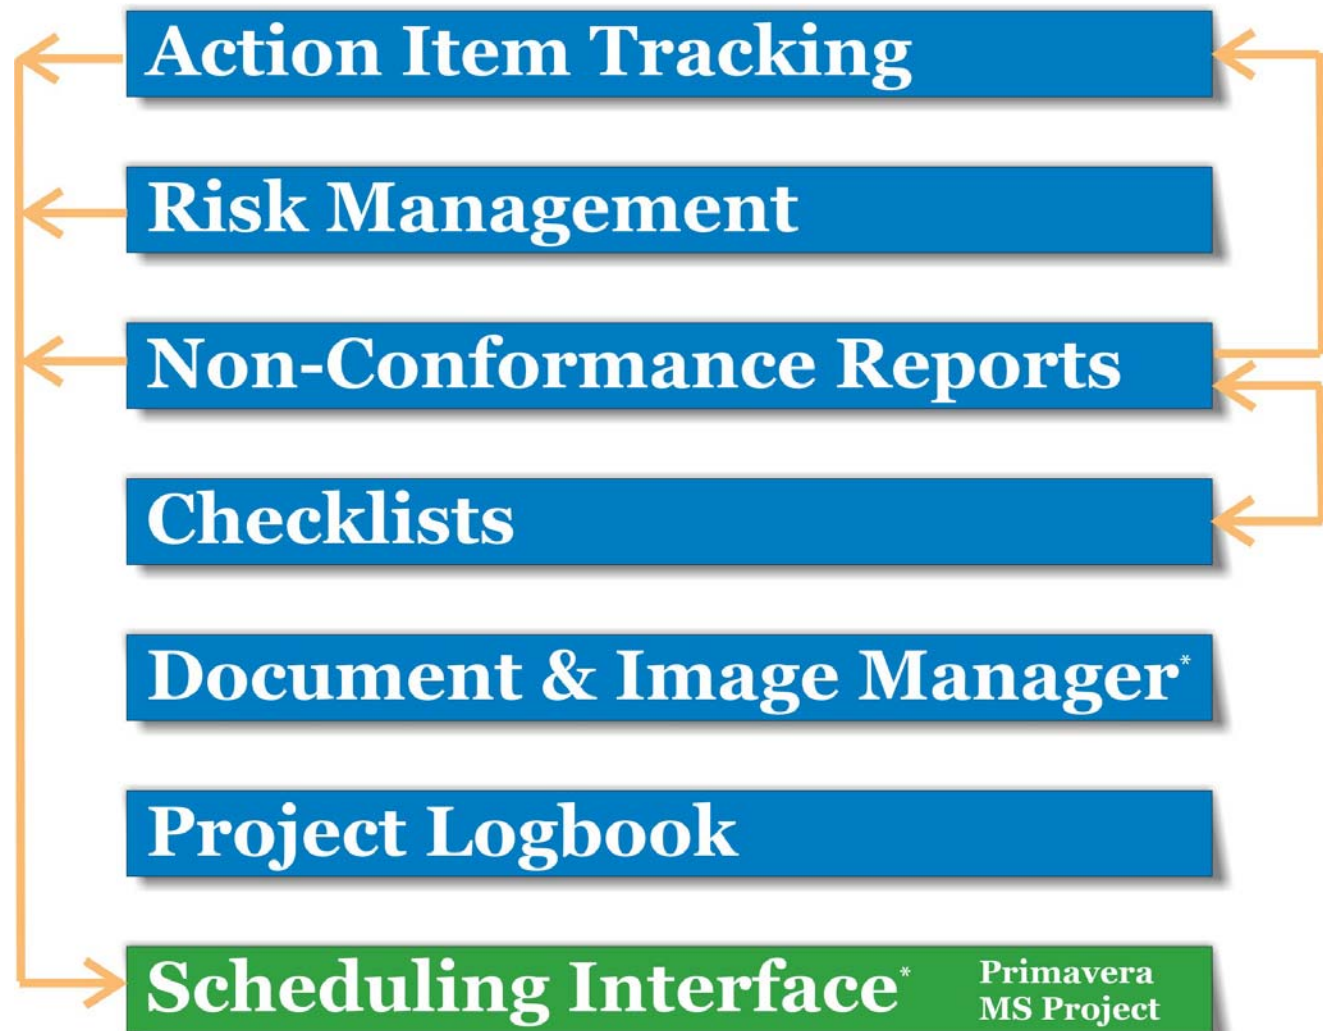 Action Item Tracking
Risk Management
Non-Conformance Reports
Checklists
Document & Image Manager*
Project Logbook
Scheduling Interface*
Primavera
MS Project